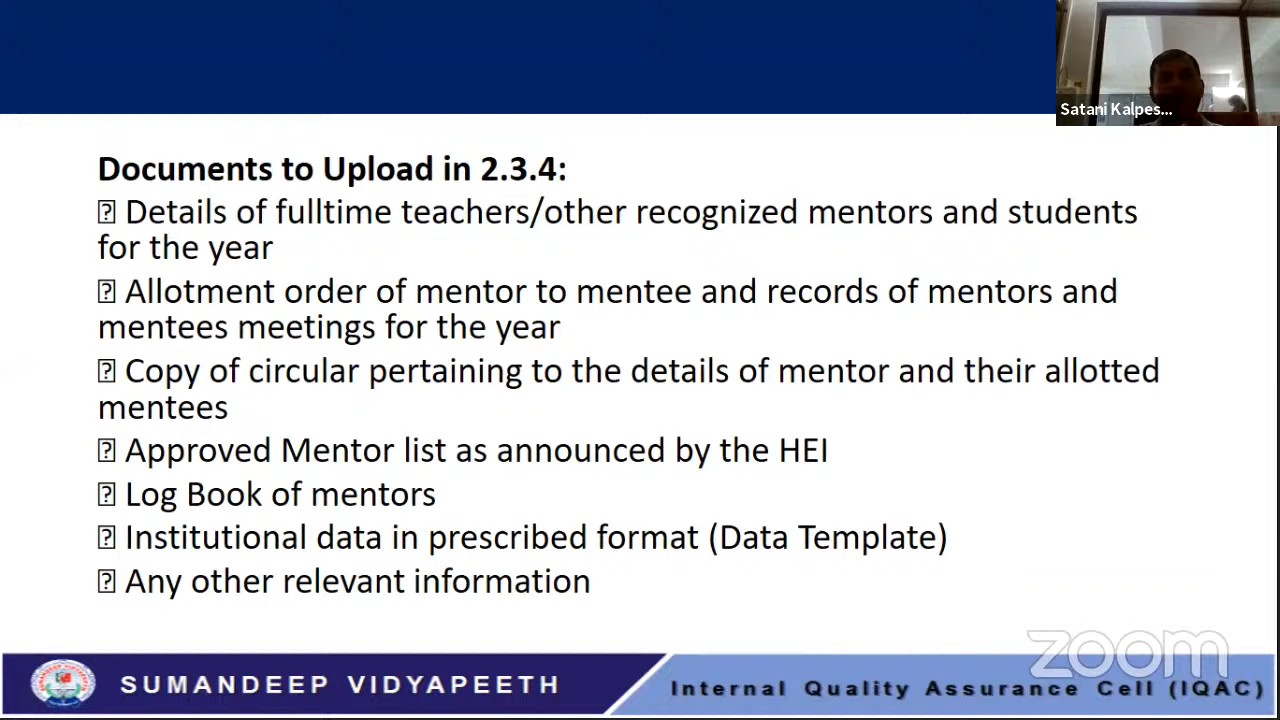 Satani Kalpes...
Documents to Upload in 2.3.4:
⍰ Details of fulltime teachers/other recognized mentors and students
for the year
⍰ Allotment order of mentor to mentee and records of mentors and
mentees meetings for the year
⍰ Copy of circular pertaining to the details of mentor and their allotted
mentees
⍰ Approved Mentor list as announced by the HEI
⍰ Log Book of mentors
⍰ Institutional data in prescribed format (Data Template)
⍰ Any other relevant information
zoom
SUMANDEEP VIDYAPEETH
Internal Quality Assurance Cell (IQAC)